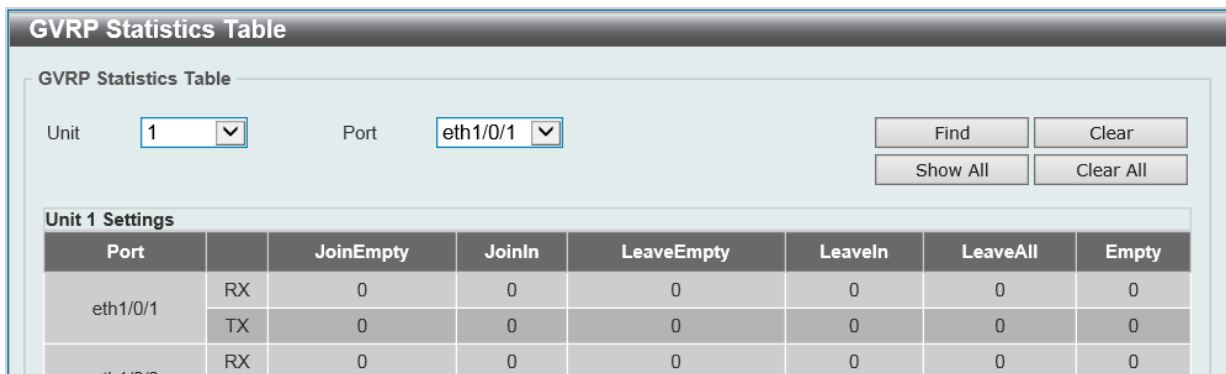 GVRP Statistics Table
GVRP Statistics Table
Unit 1 Port eth1/0/1 Find Clear
Show All Clear All
Unit 1 Settings
Port JoinEmpty JoinIn LeaveEmpty LeaveIn LeaveAll Empty
eth1/0/1
RX 0 0 0 0 0 0
TX 0 0 0 0 0 0
RX 0 0 0 0 0 0